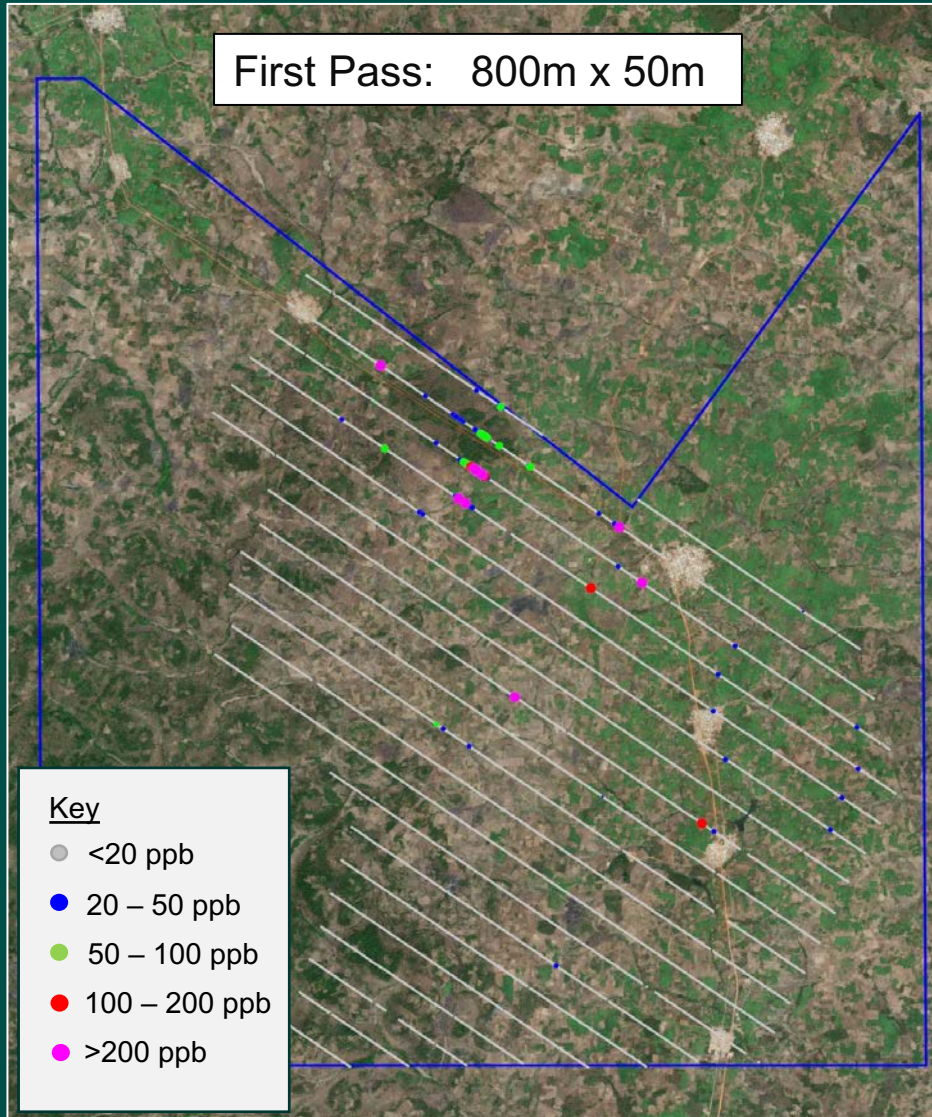 First Pass: 800m x 50m
Key
<20 ppb
20 – 50 ppb
50 – 100 ppb
100 – 200 ppb
>200 ppb